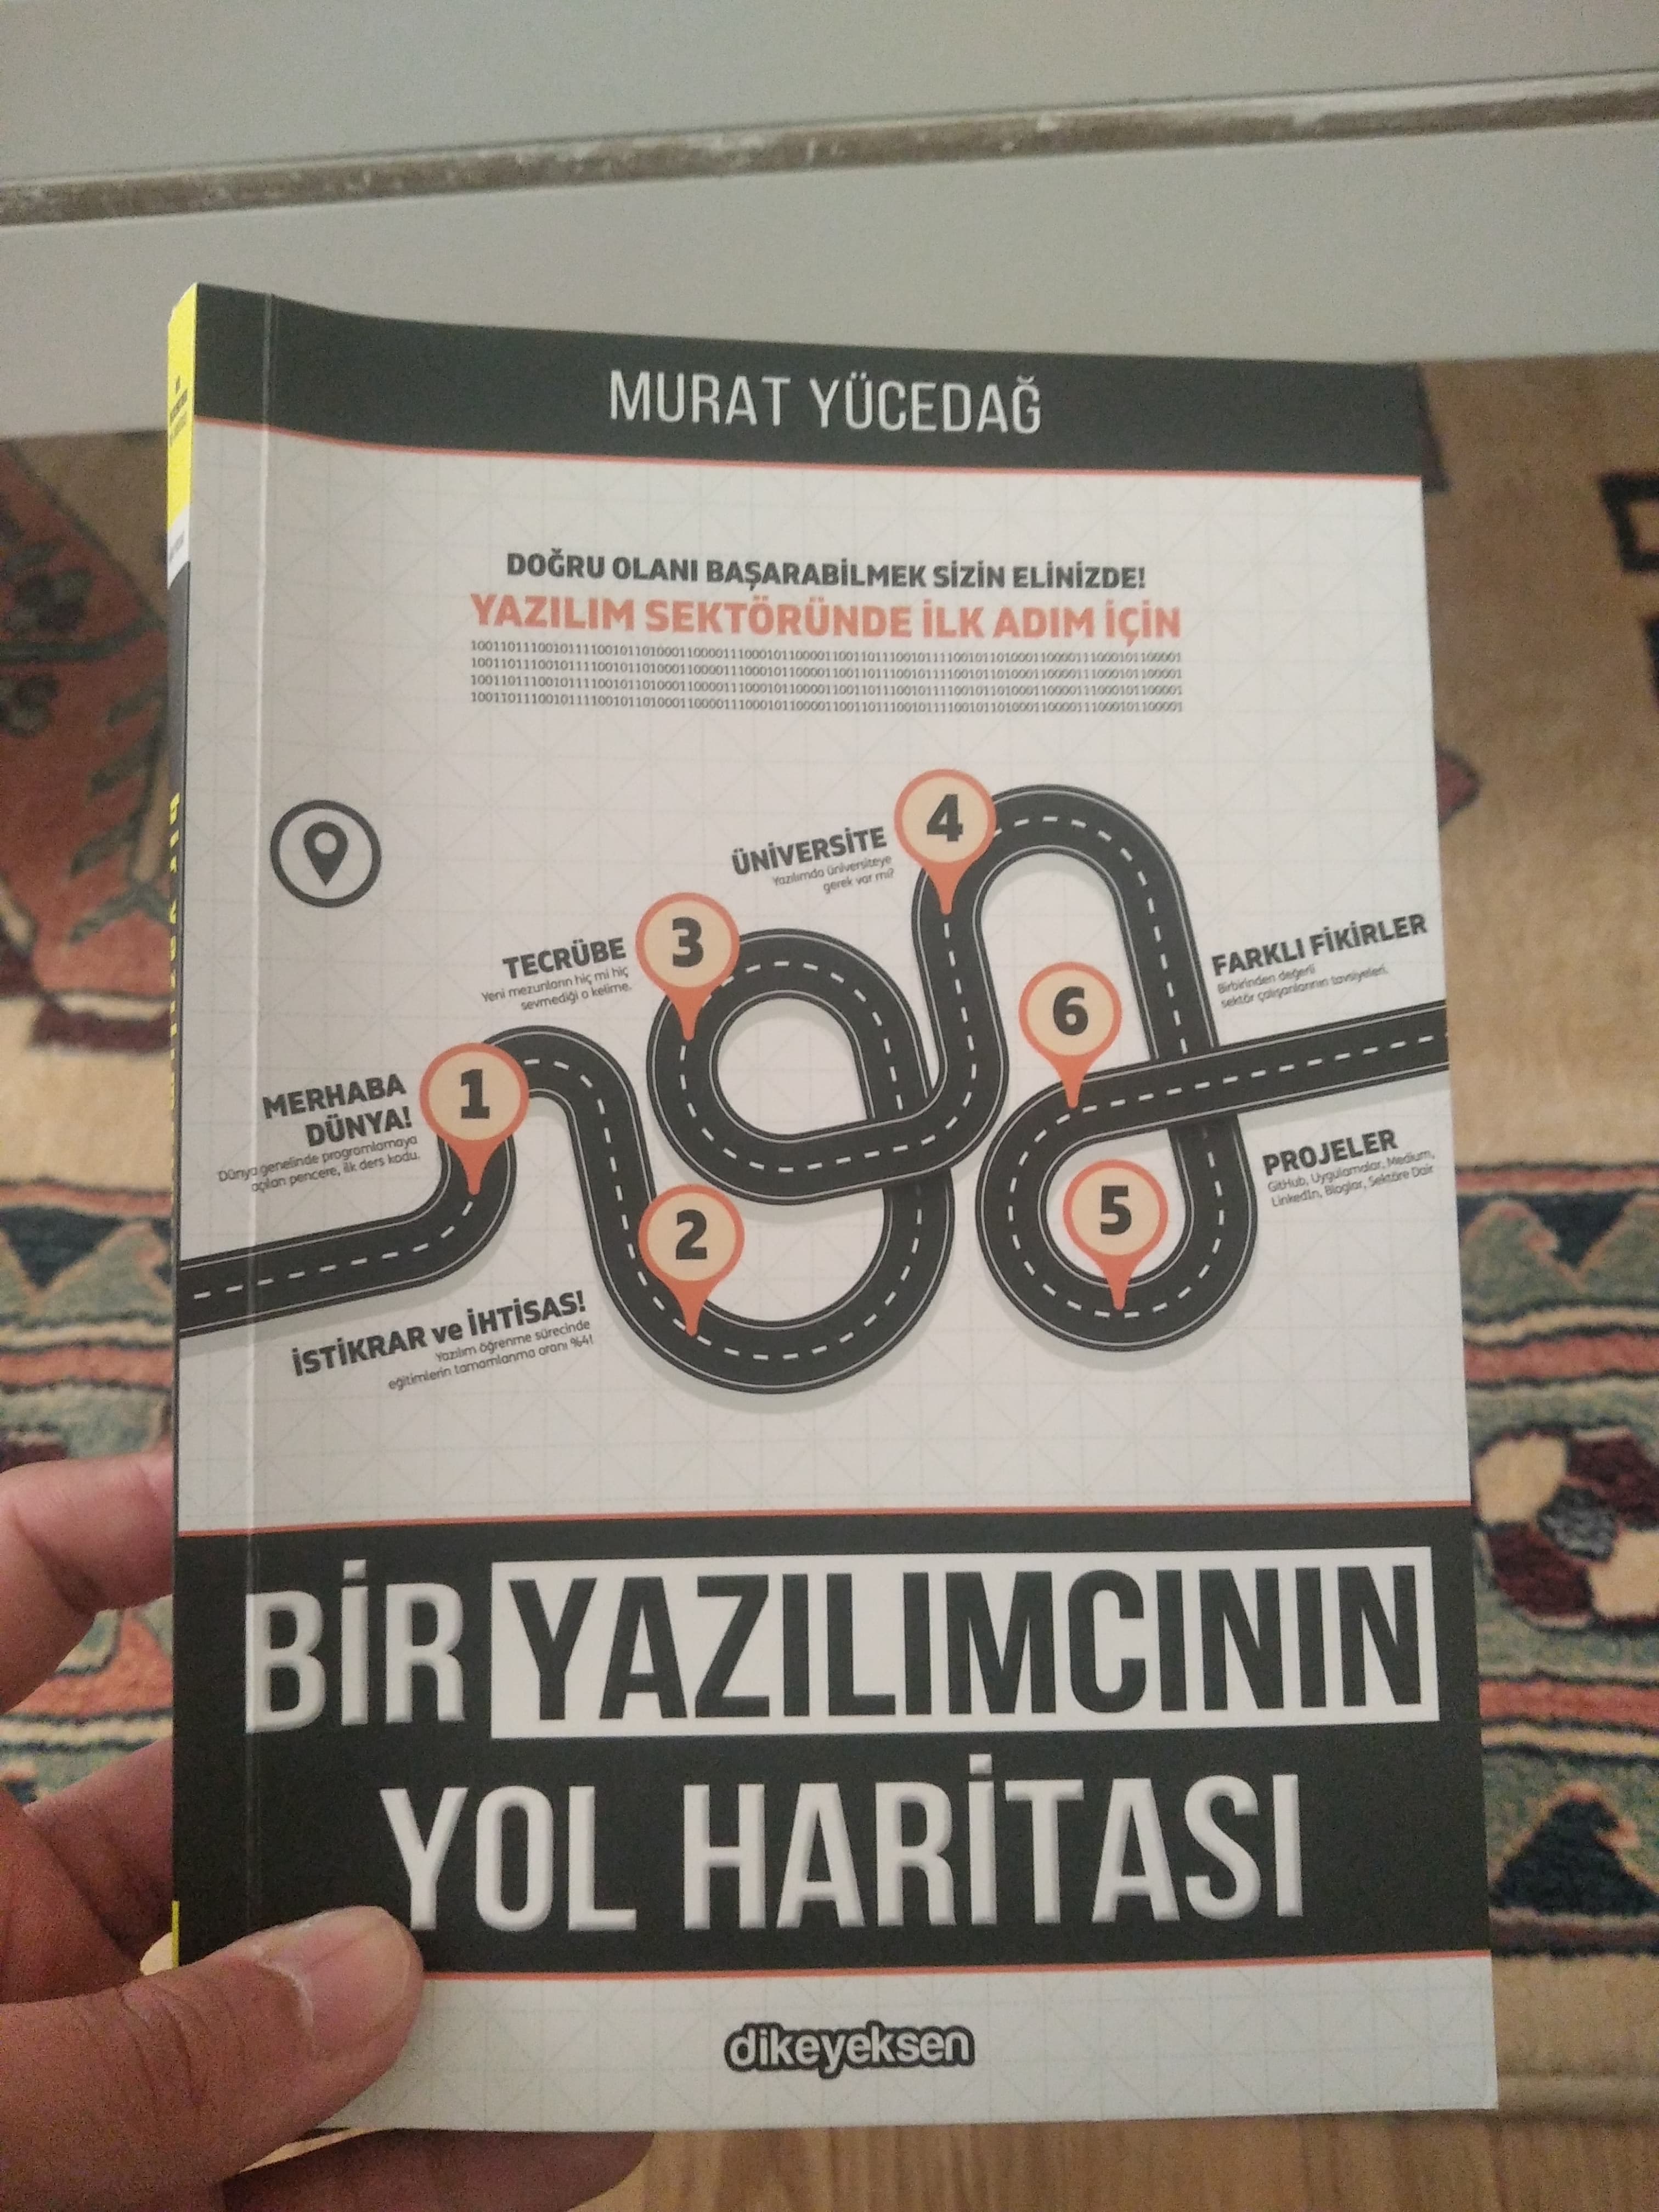 MURAT YÜCEDAĞ
DOĞRU OLANI BAŞARABİLMEK SİZİN ELİNİZDE!
YAZILIM SEKTÖRÜNDE İLK ADIM İÇİN
4
ÜNİVERSİTE
Yazılımda üniversiteye
gerek var mı?
3
TECRÜBE
Yeni mezunların hiç mi hiç
sevmediği o kelime.
FARKLI FİKİRLER
Birbirinden değerli
sektör çalışanlarının tavsiyeleri.
6
1
MERHABA
DÜNYA!
Dünya genelinde programlamaya
açılan pencere, ilk ders kodu.
PROJELER
GitHub, Uygulamalar, Medium,
LinkedIn, Bloglar, Sektöre Dair
5
2
İSTİKRAR ve İHTİSAS!
Yazılım öğrenme sürecinde
eğitimlerin tamamlanma oranı %4!
BİR YAZILIMCININ
YOL HARİTASI
dikeyeksen